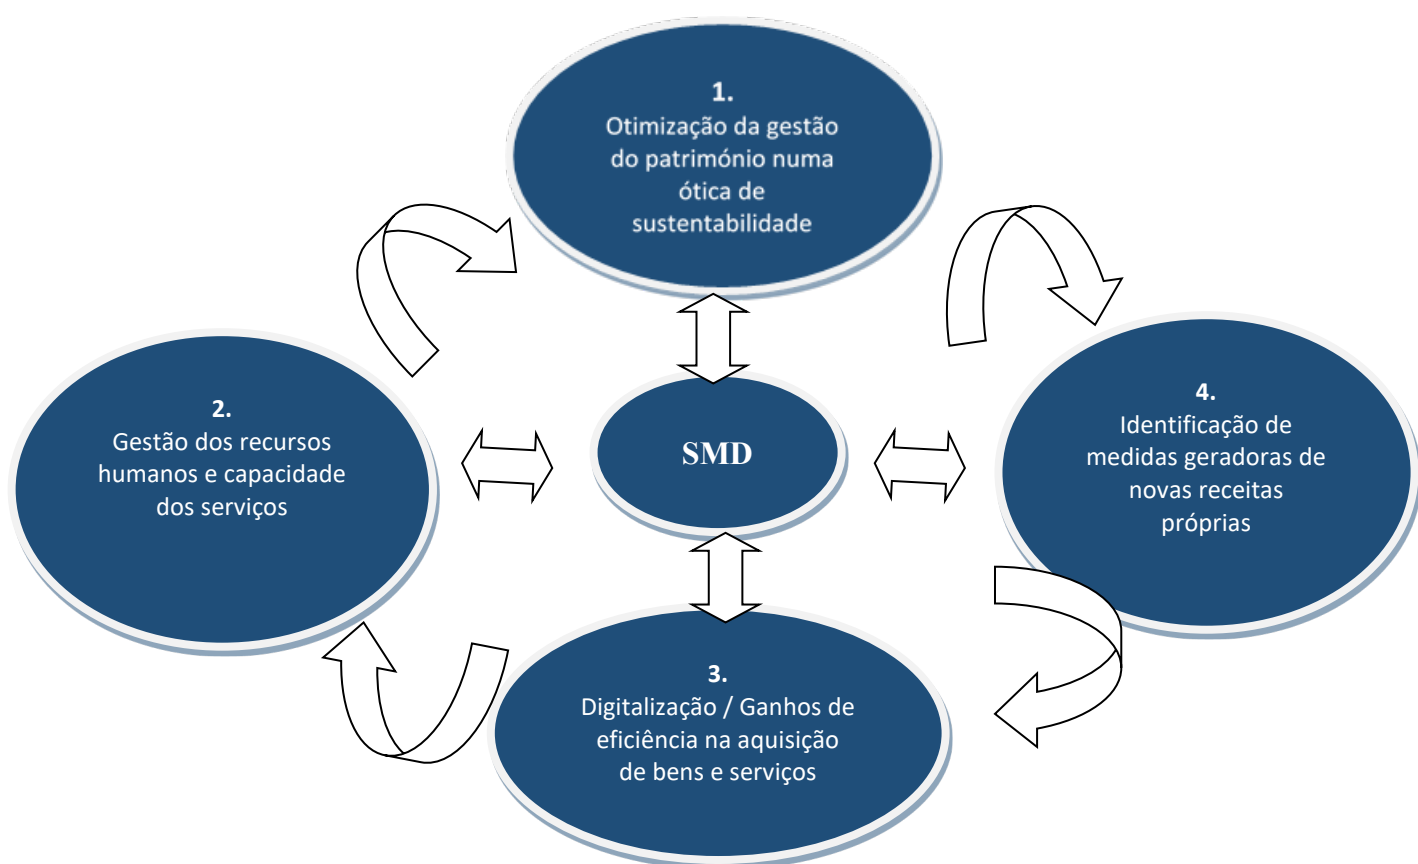 1.
Otimização da gestão
do património numa
ótica de
sustentabilidade
2.
Gestão dos recursos
humanos e capacidade
dos serviços
SMD
4.
Identificação de
medidas geradoras de
novas receitas
próprias
3.
Digitalização / Ganhos de
eficiência na aquisição
de bens e serviços